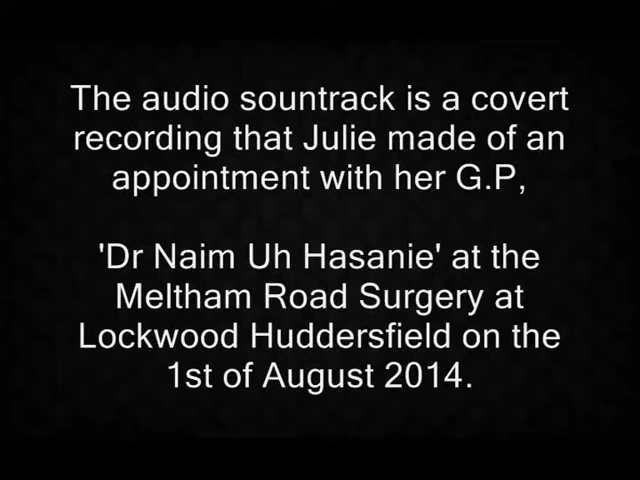 The audio sountrack is a covert
recording that Julie made of an
appointment with her G.P,
'Dr Naim Uh Hasanie' at the
Meltham Road Surgery at
Lockwood Huddersfield on the
1st of August 2014.